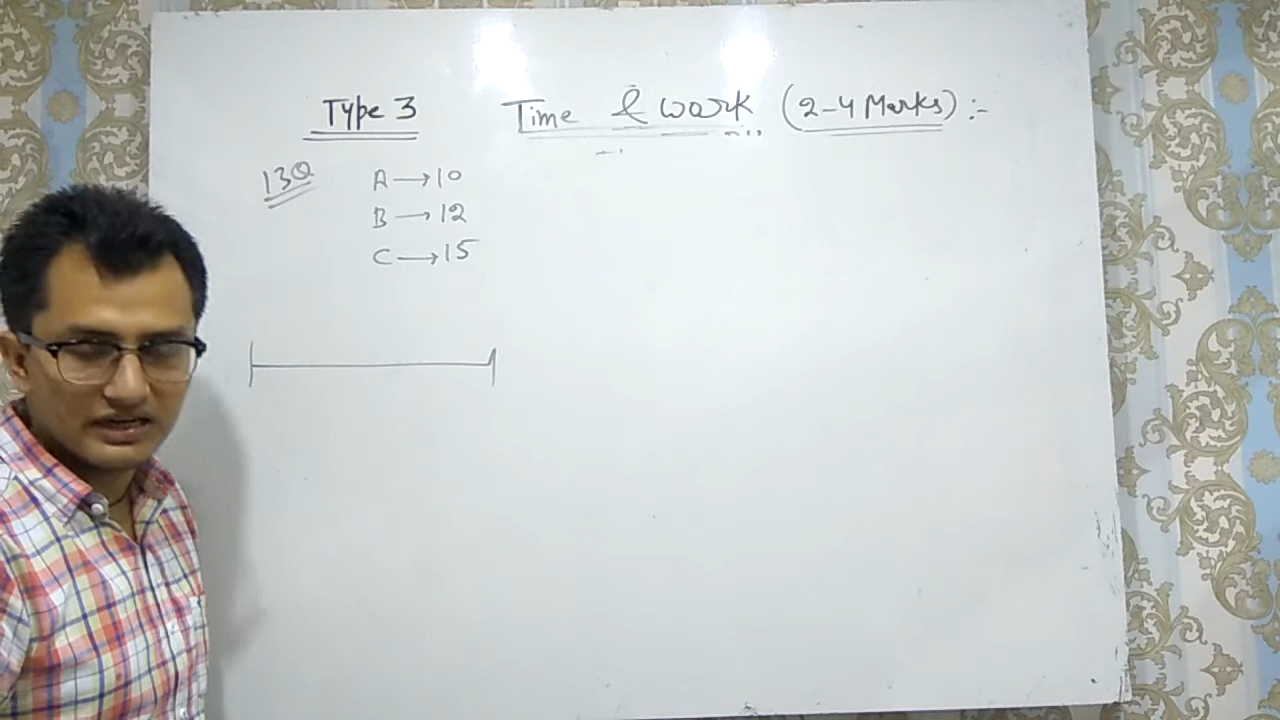 Type 3 Time & work (2-4 Marks) :-
13Q A → 10
B → 12
C → 15